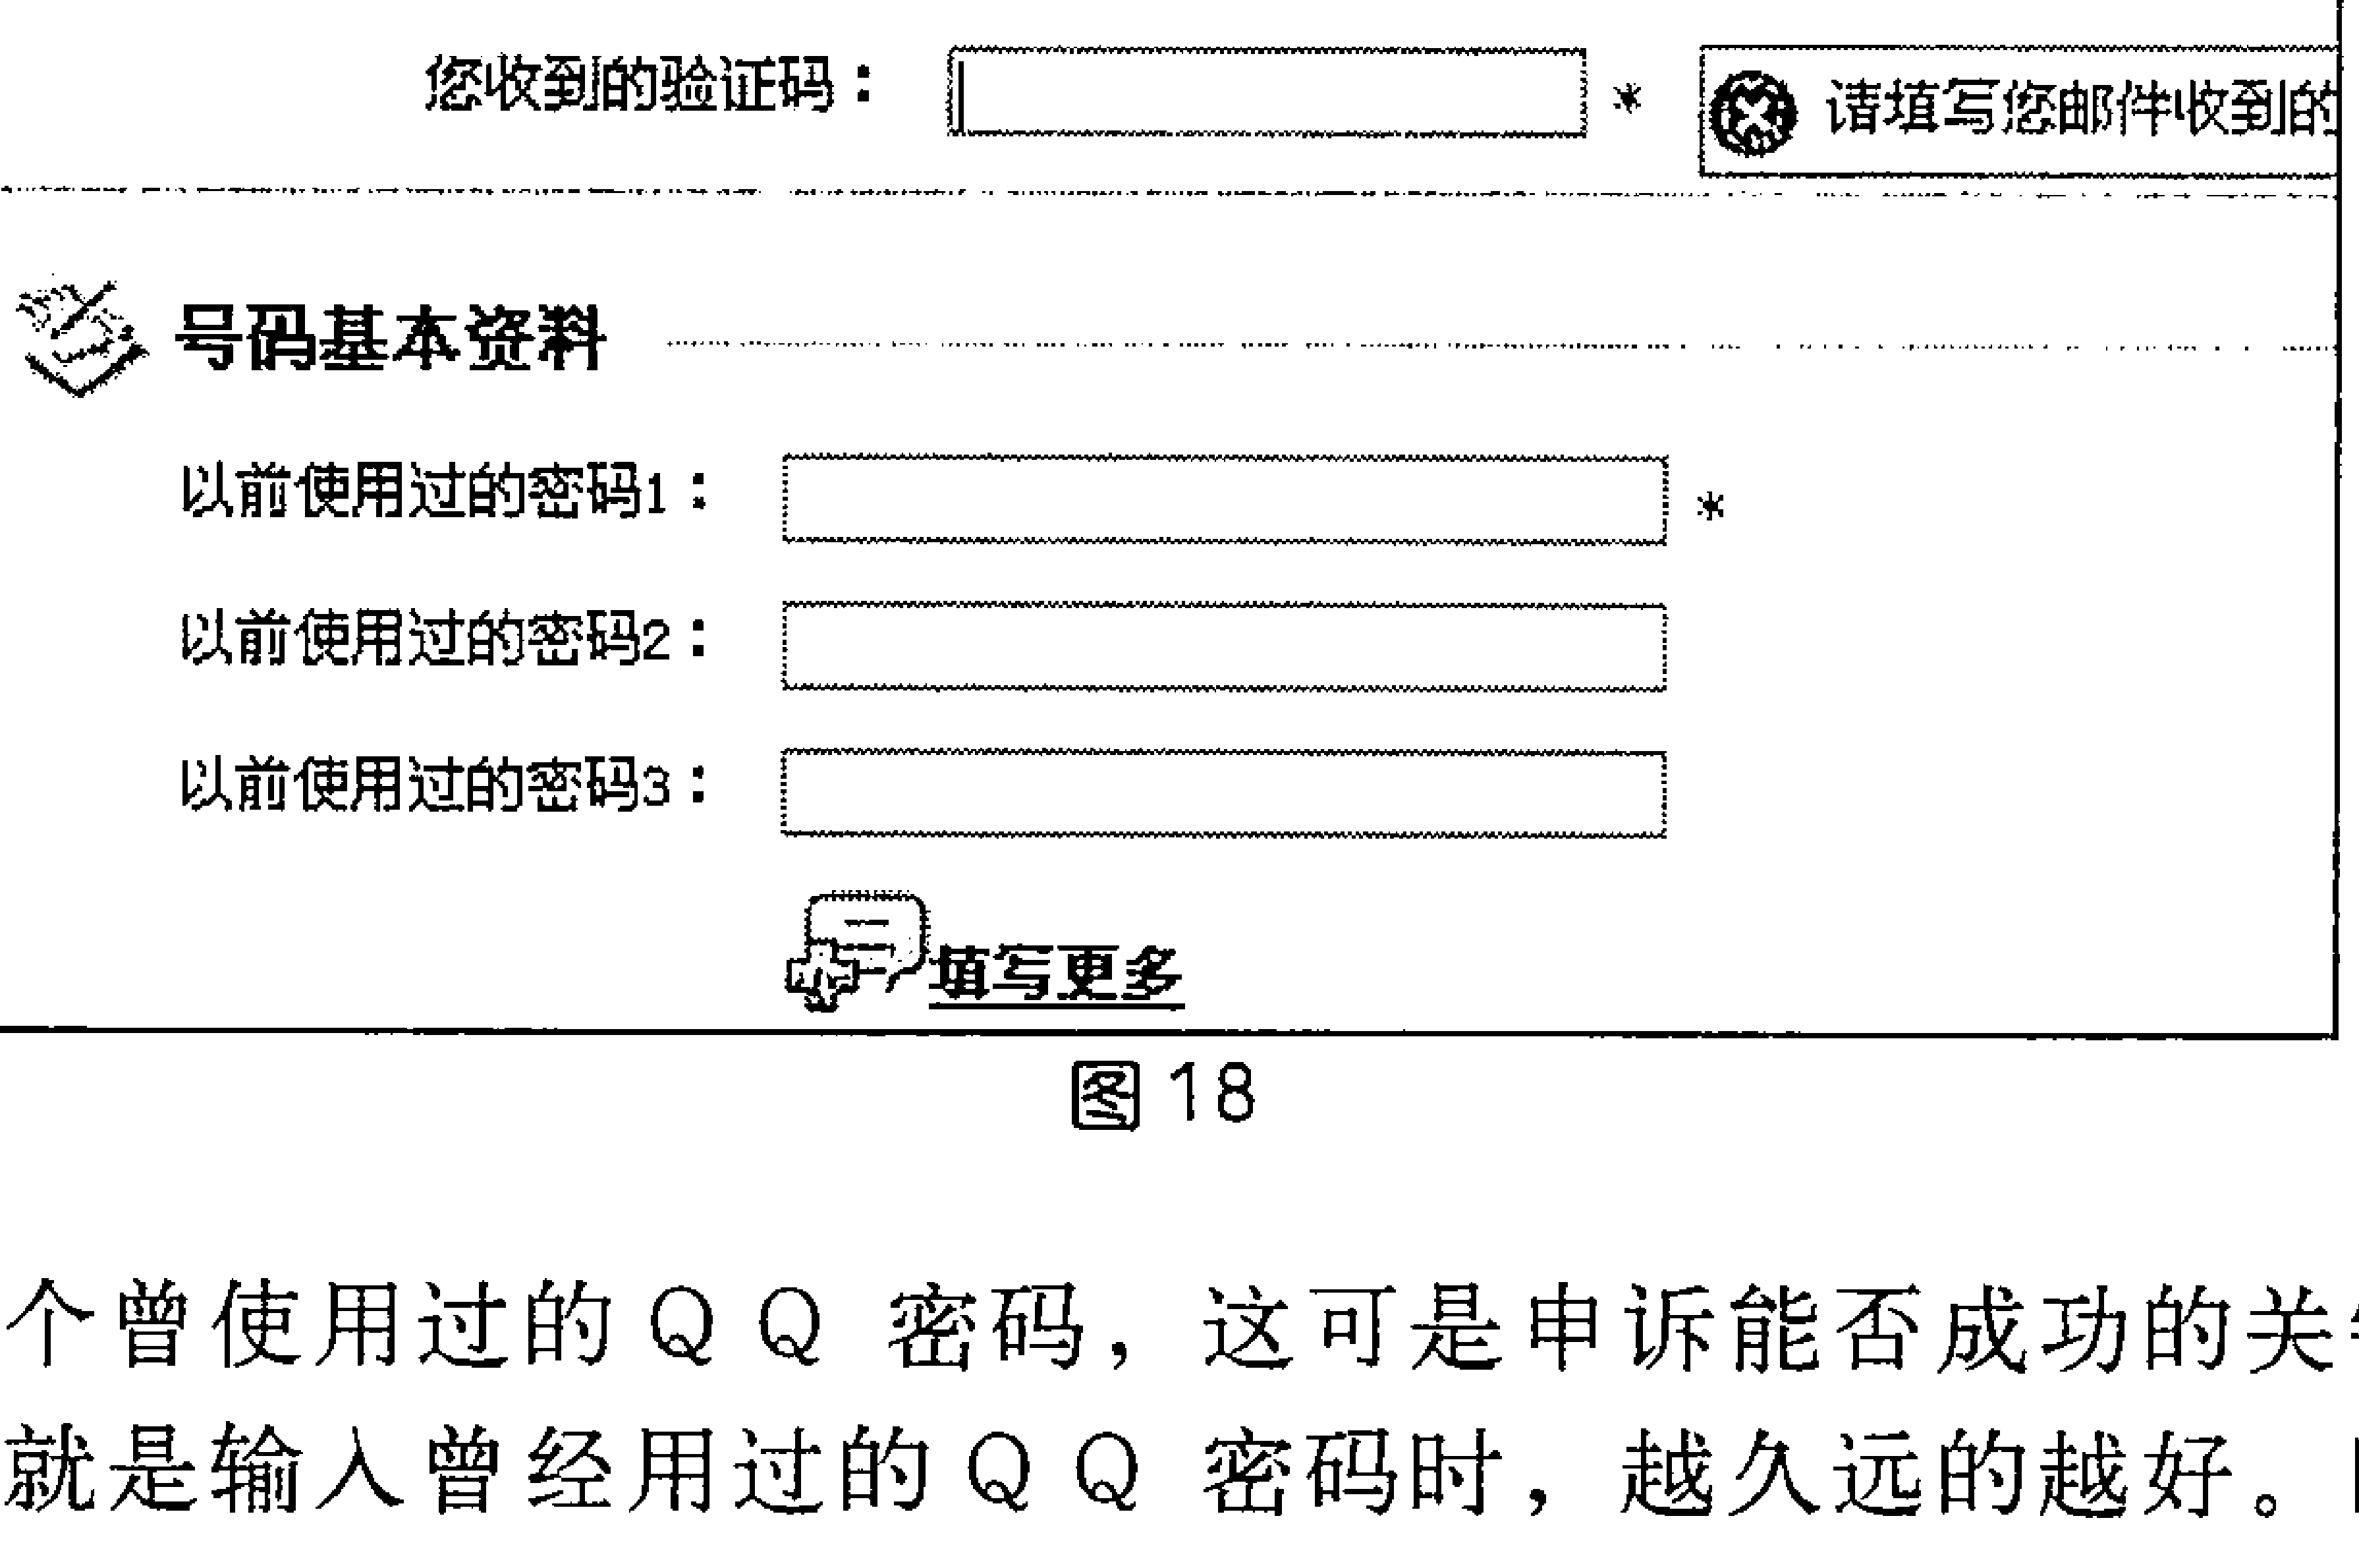 您收到的验证码： * 请填写您邮件收到的
号码基本资料
以前使用过的密码1： *
以前使用过的密码2：
以前使用过的密码3：
填写更多
图 18
个曾使用过的QQ 密码，这可是申诉能否成功的关
就是输入曾经用过的QQ 密码时，越久远的越好。